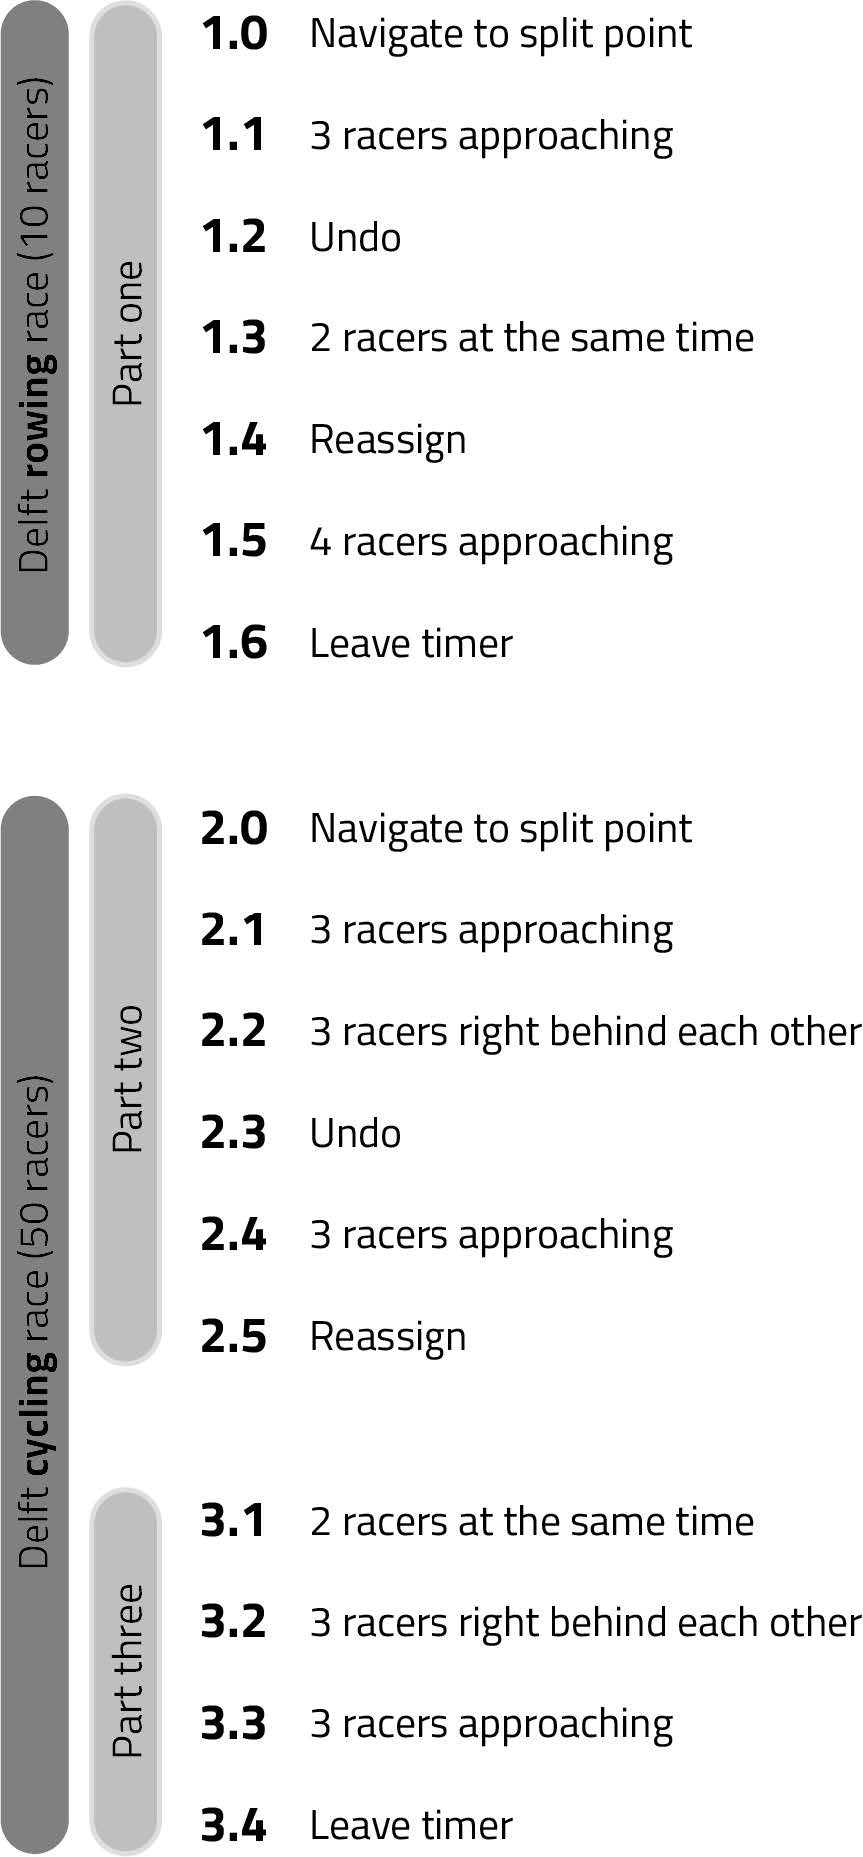 Delft rowing race (10 racers)
Part one
1.0 Navigate to split point
1.1 3 racers approaching
1.2 Undo
1.3 2 racers at the same time
1.4 Reassign
1.5 4 racers approaching
1.6 Leave timer
Delft cycling race (50 racers)
Part two
2.0 Navigate to split point
2.1 3 racers approaching
2.2 3 racers right behind each other
2.3 Undo
2.4 3 racers approaching
2.5 Reassign
Part three
3.1 2 racers at the same time
3.2 3 racers right behind each other
3.3 3 racers approaching
3.4 Leave timer